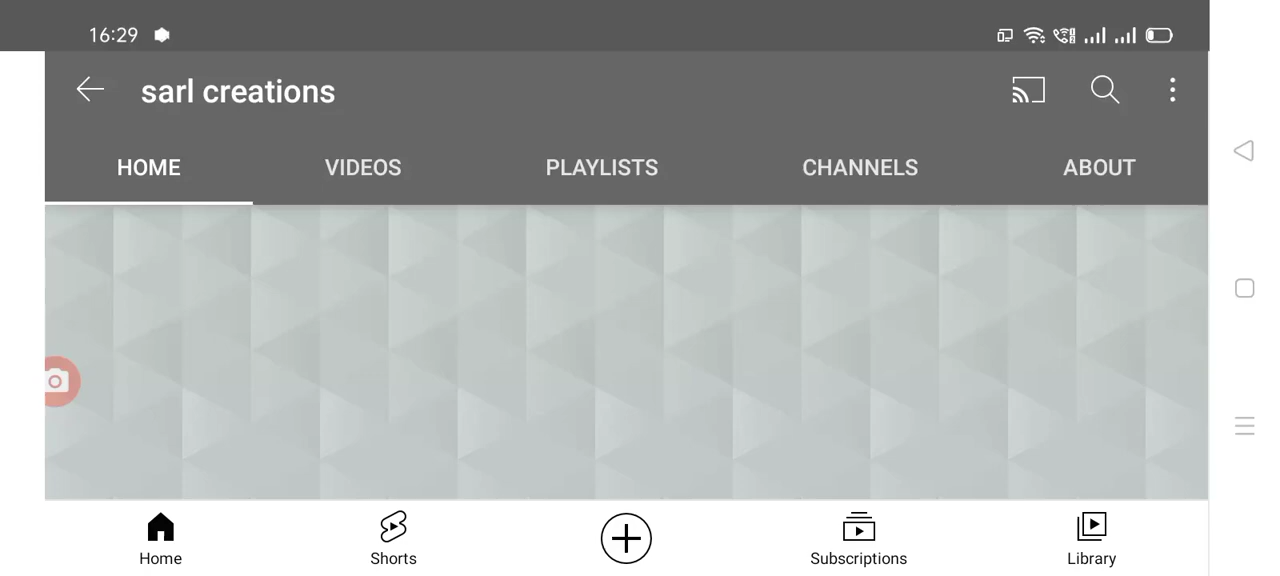 16:29
sarl creations
HOME VIDEOS PLAYLISTS CHANNELS ABOUT
Home Shorts Subscriptions Library